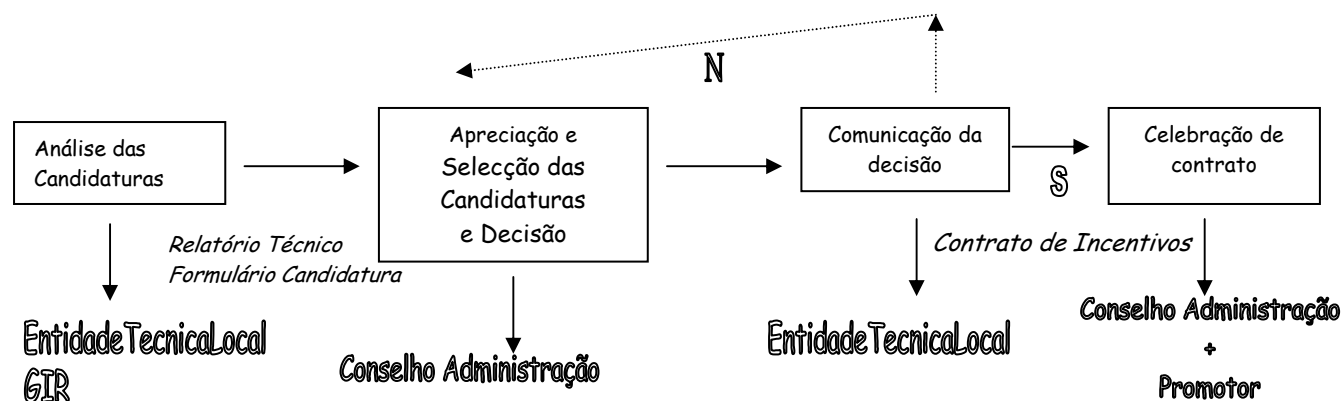 N
Análise das
Candidaturas
Apreciação e
Selecção das
Candidaturas
e Decisão
Comunicação da
decisão
S
Celebração de
contrato
Relatório Técnico
Formulário Candidatura
Contrato de Incentivos
EntidadeTecnicaLocal
GIR
Conselho Administração
EntidadeTecnicaLocal
Conselho Administração
+
Promotor